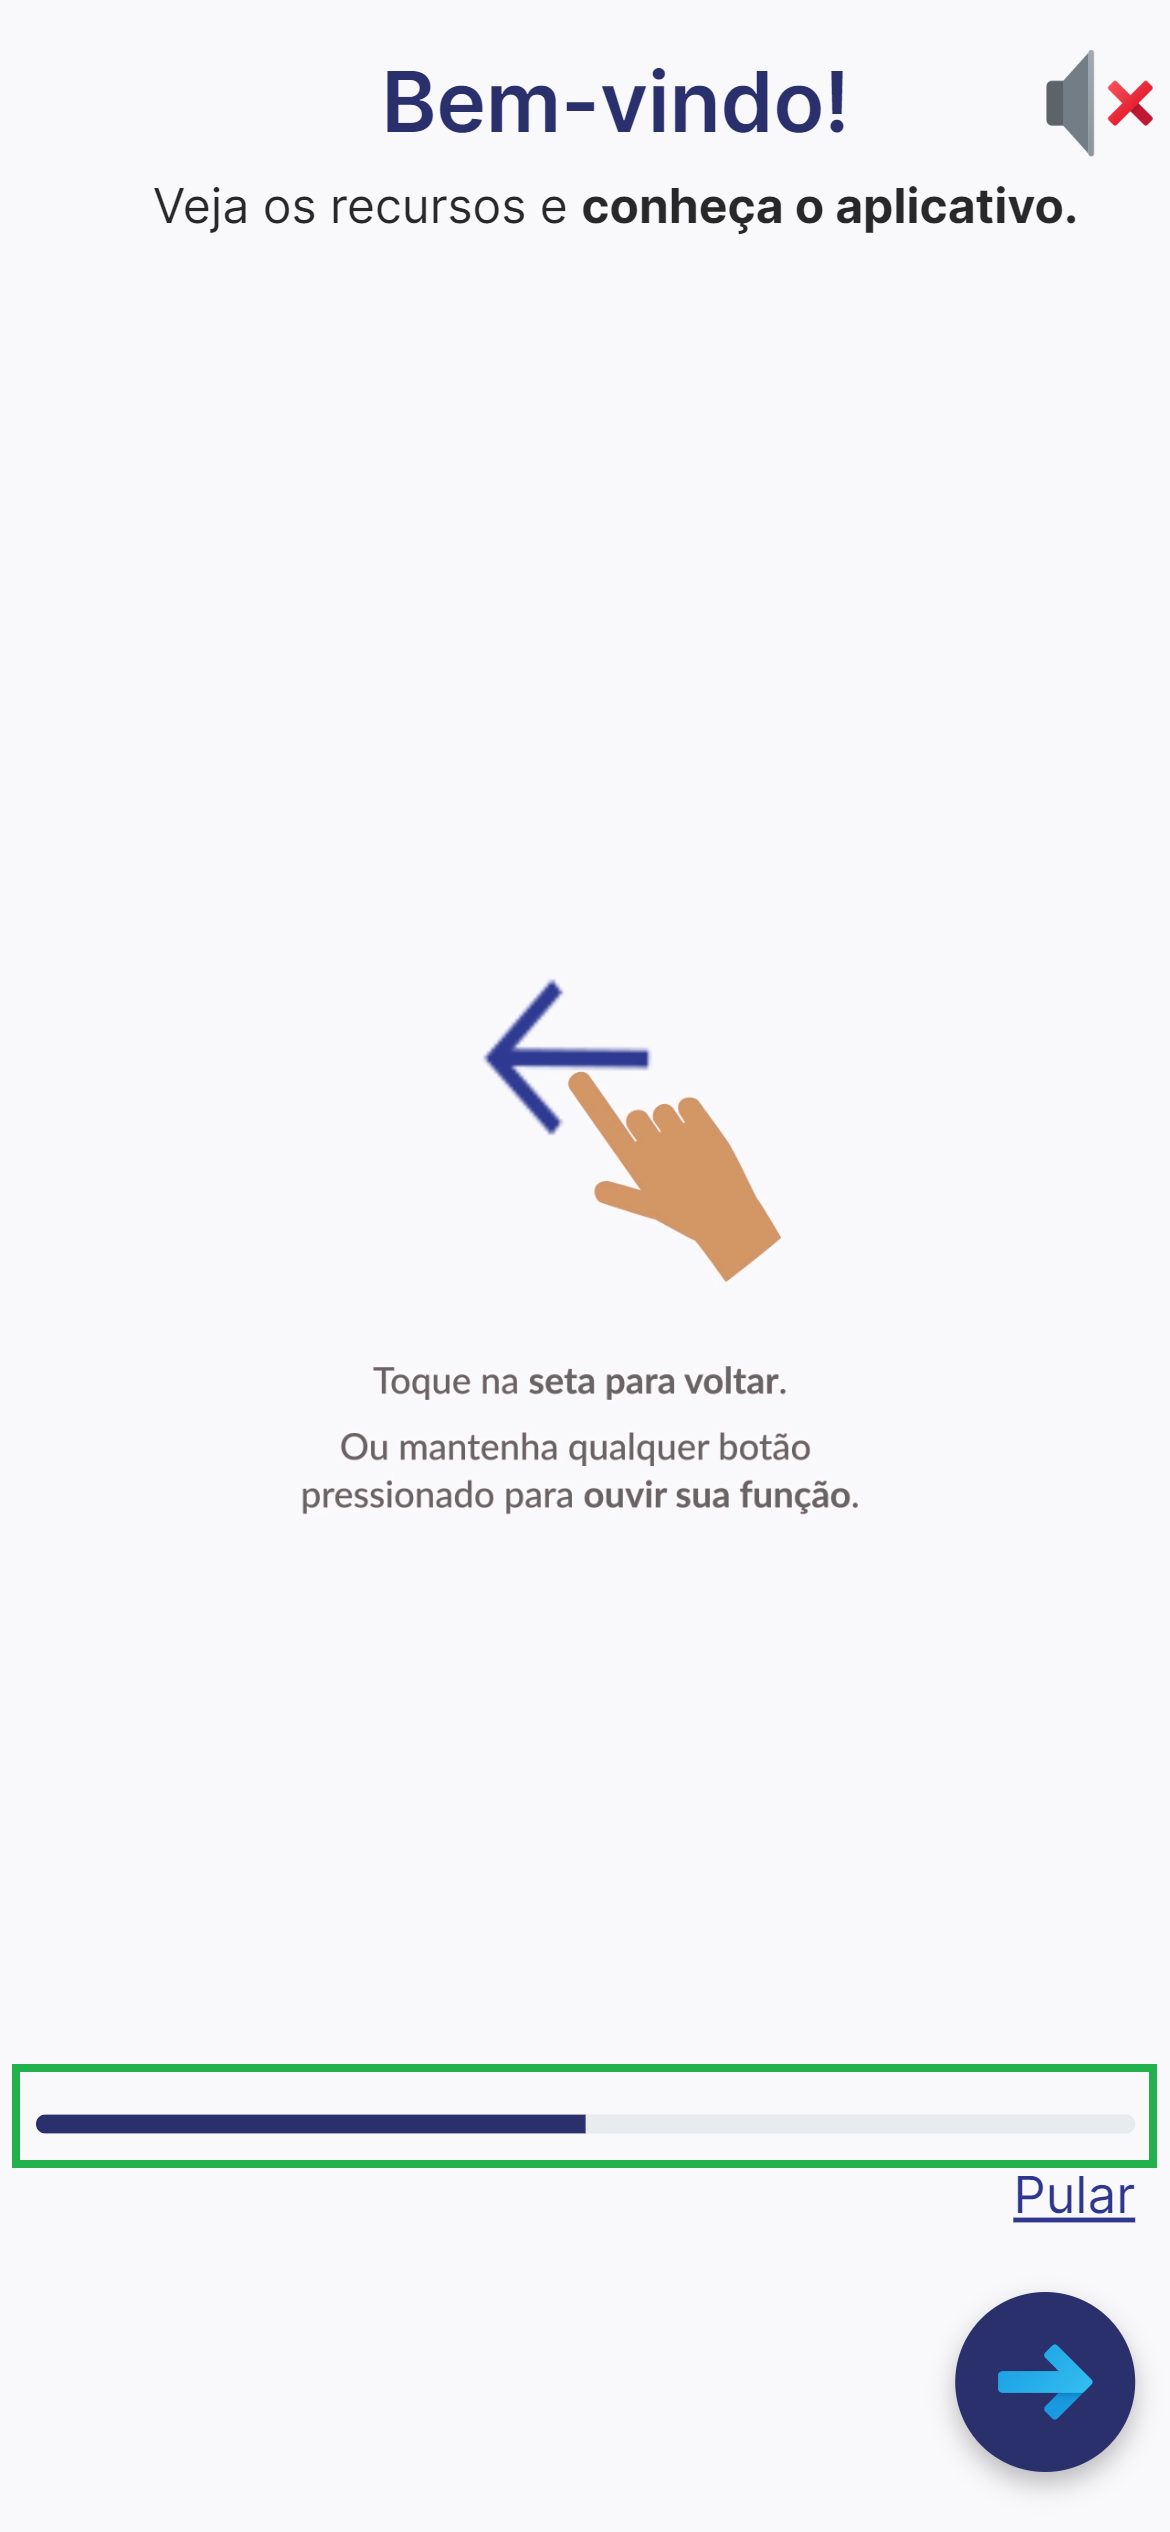 Bem-vindo!
Veja os recursos e conheça o aplicativo.
Toque na seta para voltar.
Ou mantenha qualquer botão
pressionado para ouvir sua função.
Pular